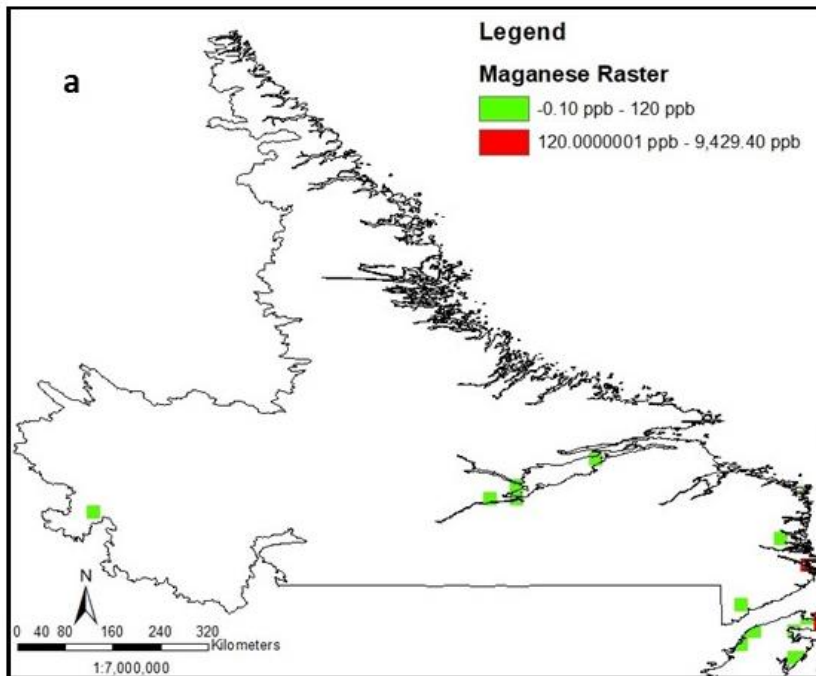 a
Legend
Maganese Raster
-0.10 ppb - 120 ppb
120.0000001 ppb - 9,429.40 ppb
N
0 40 80 160 240 320
Kilometers
1:7,000,000